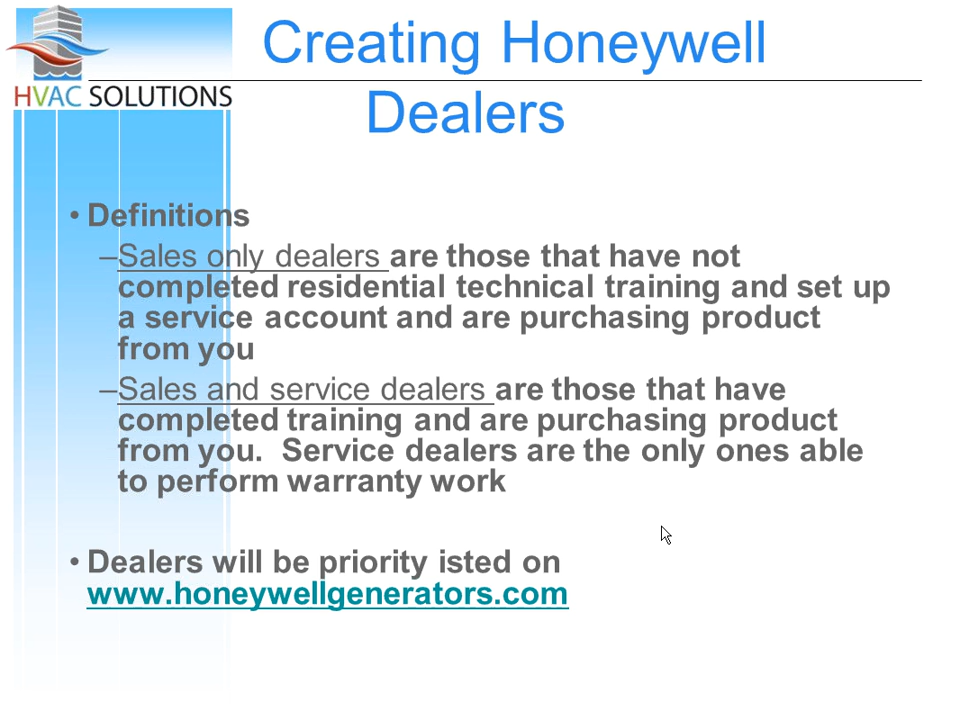 Creating Honeywell
Dealers
HVAC SOLUTIONS
• Definitions
–Sales only dealers are those that have not
completed residential technical training and set up
a service account and are purchasing product
from you
–Sales and service dealers are those that have
completed training and are purchasing product
from you. Service dealers are the only ones able
to perform warranty work
• Dealers will be priority isted on
www.honeywellgenerators.com